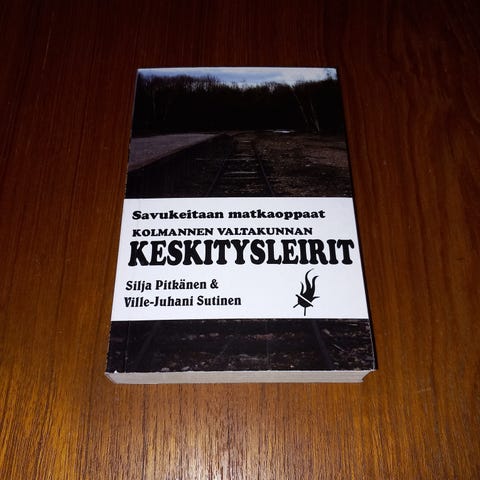 Savukeitaan matkaoppaat
KOLMANNEN VALTAKUNNAN
KESKITYSLEIRIT
Silja Pitkänen &
Ville-Juhani Sutinen